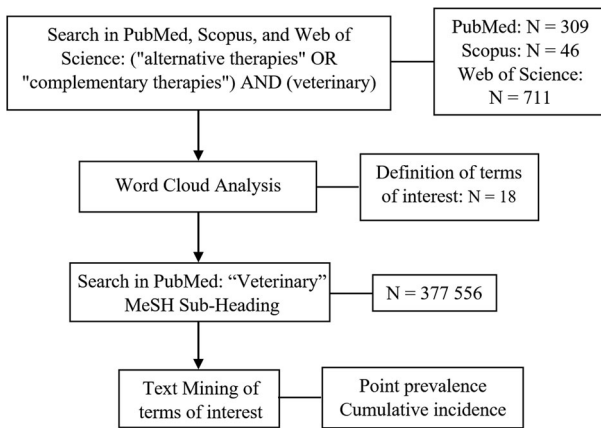 Search in PubMed, Scopus, and Web of
Science: ("alternative therapies" OR
"complementary therapies") AND (veterinary)
PubMed: N = 309
Scopus: N = 46
Web of Science:
N = 711
Word Cloud Analysis
Definition of terms
of interest: N = 18
Search in PubMed: “Veterinary”
MeSH Sub-Heading
N = 377 556
Text Mining of
terms of interest
Point prevalence
Cumulative incidence